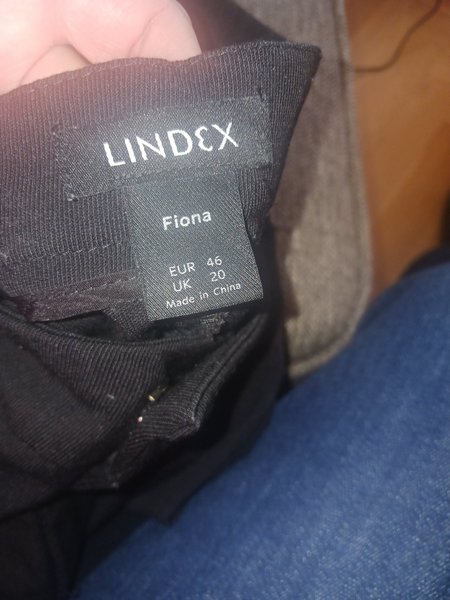 LINDEX
Fiona
EUR 46
UK 20
Made in China